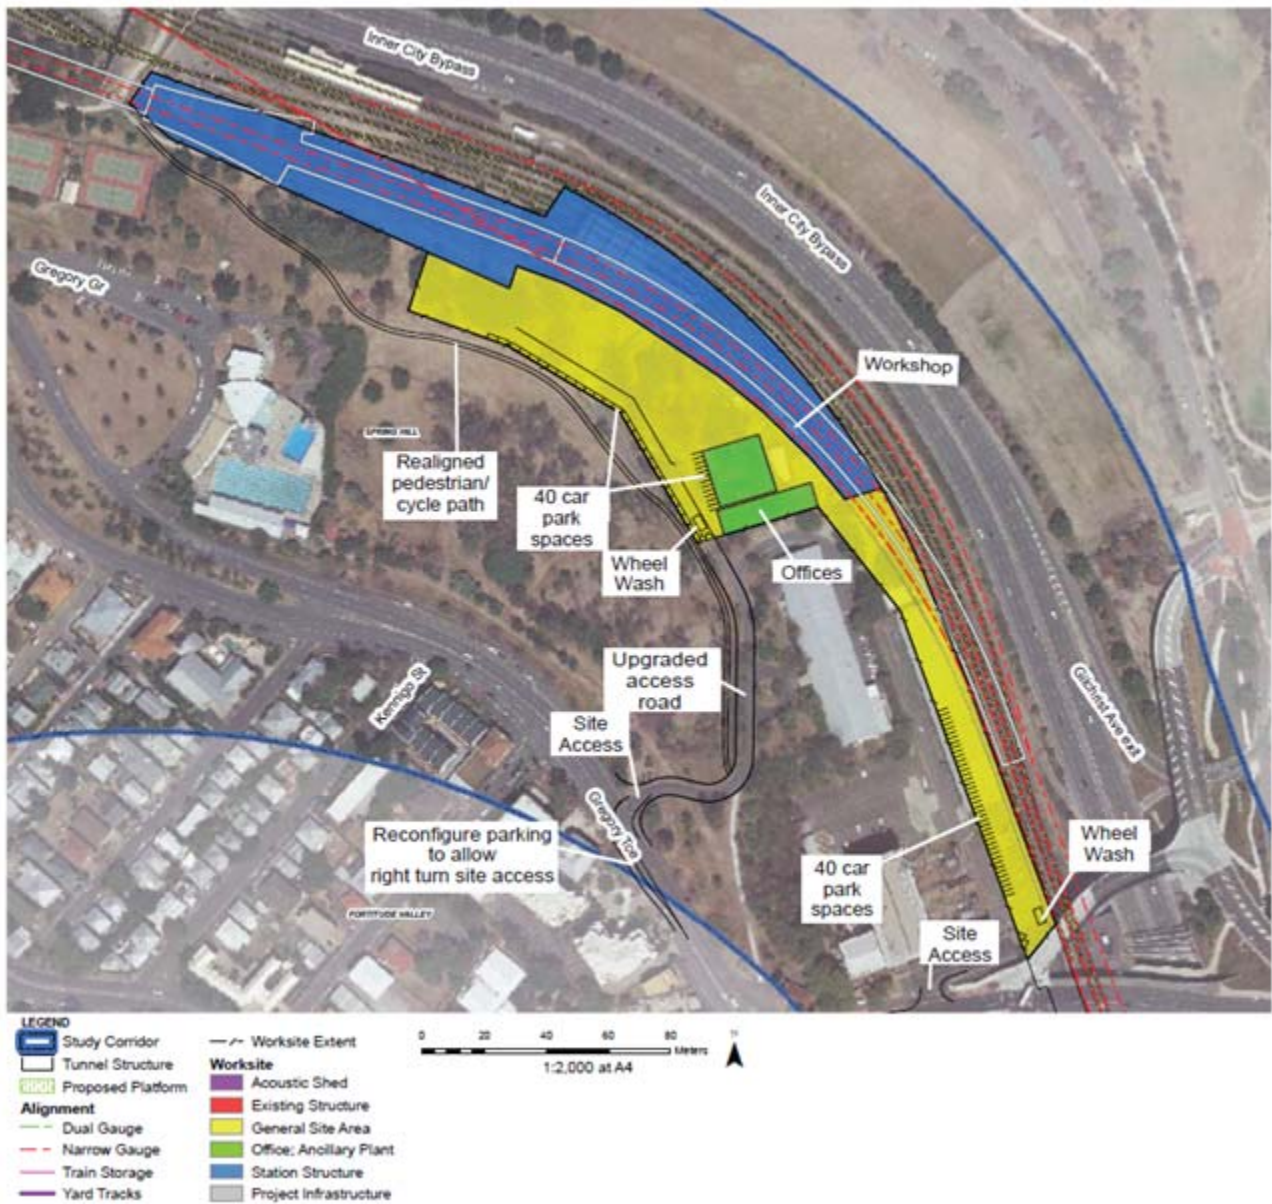 Inner City Bypass
Inner City Bypass
Gregory Gr
Workshop
SPRING HILL
Realigned
pedestrian/
cycle path
40 car
park
spaces
Wheel
Wash
Offices
Upgraded
access
road
Kennigo St
Site
Access
Gilchrist Ave exit
Gregory Tce
Reconfigure parking
to allow
right turn site access
Wheel
Wash
40 car
park
spaces
FORTITUDE VALLEY
Site
Access
LEGEND
Study Corridor
Tunnel Structure
Proposed Platform
Alignment
Dual Gauge
Narrow Gauge
Train Storage
Yard Tracks
Worksite Extent
Worksite
Acoustic Shed
Existing Structure
General Site Area
Office; Ancillary Plant
Station Structure
Project Infrastructure
0 20 40 60 80
Meters
1:2,000 at A4